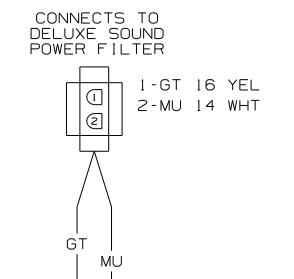 CONNECTS TO
DELUXE SOUND
POWER FILTER
1-GT 16 YEL
2-MU 14 WHT
1
2
GT
MU